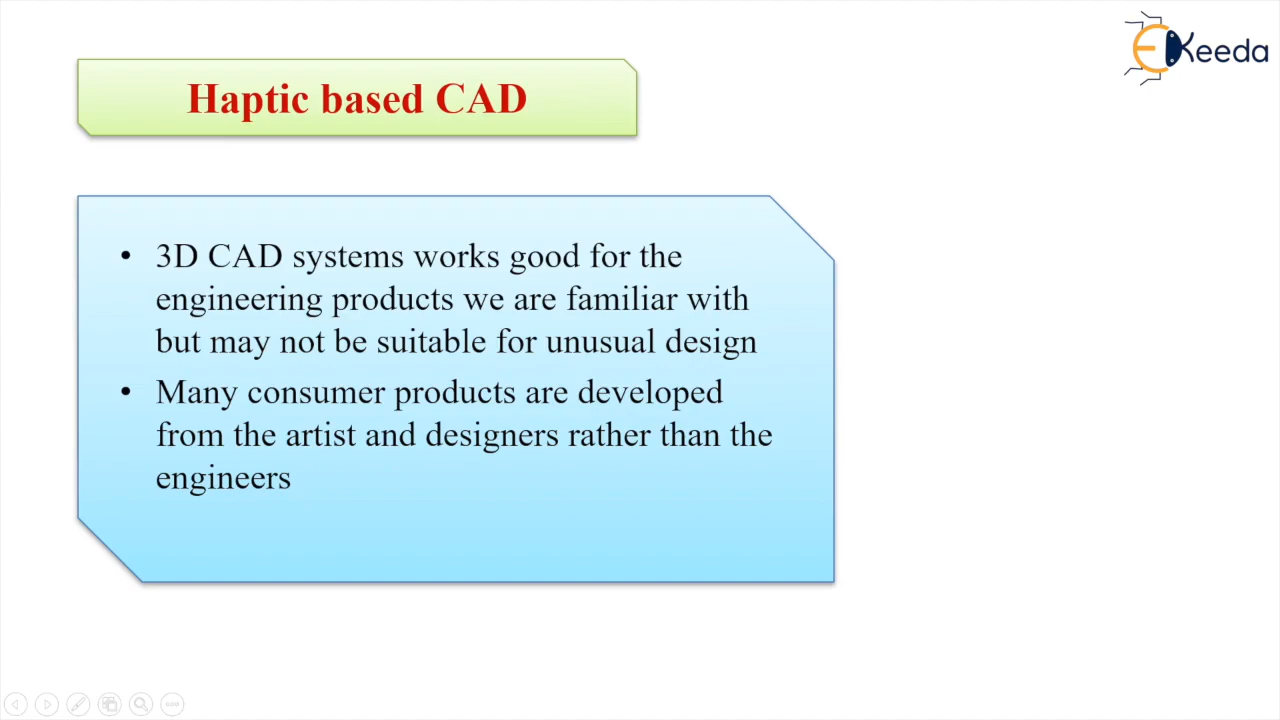 EKeeda
Haptic based CAD
• 3D CAD systems works good for the
engineering products we are familiar with
but may not be suitable for unusual design
• Many consumer products are developed
from the artist and designers rather than the
engineers